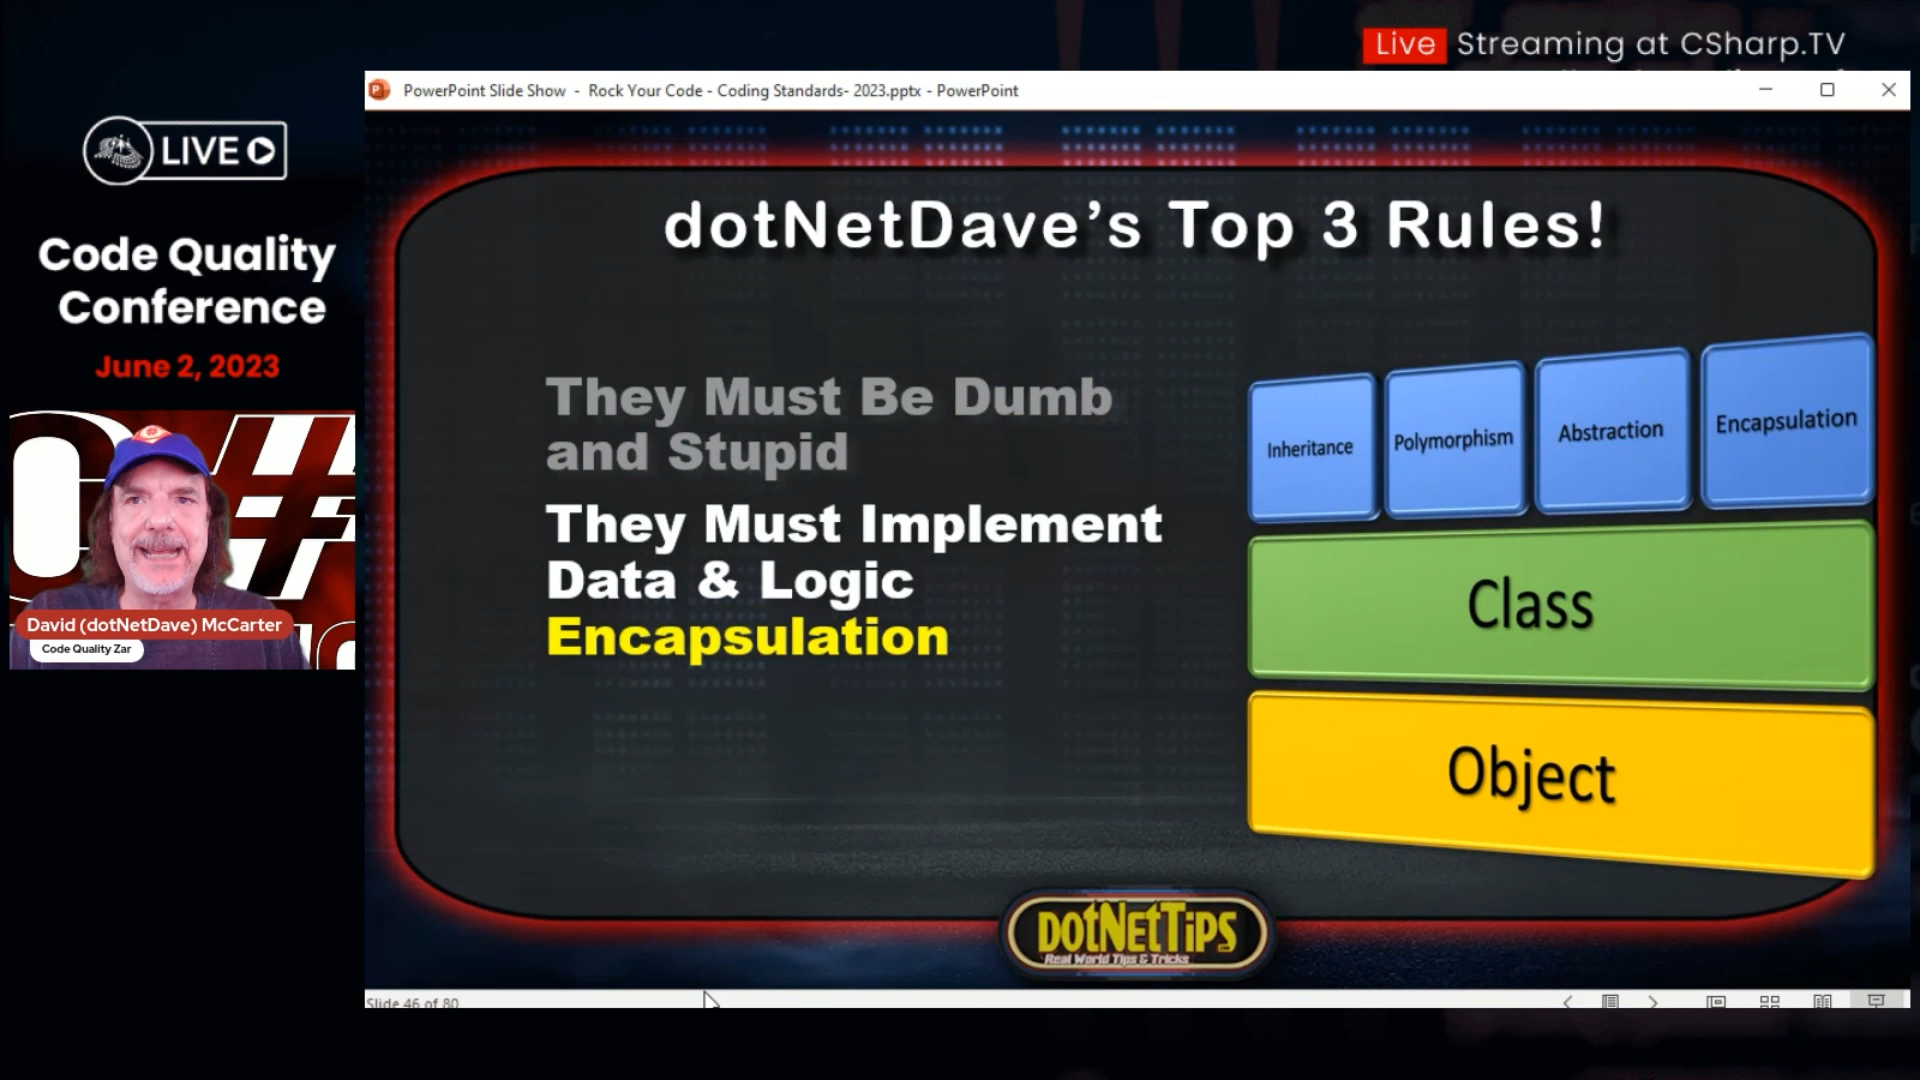 Live Streaming at CSharp.TV
PowerPoint Slide Show - Rock Your Code - Coding Standards- 2023.pptx - PowerPoint
LIVE
Code Quality
Conference
June 2, 2023
David (dotNetDave) McCarter
Code Quality Zar
dotNetDave’s Top 3 Rules!
They Must Be Dumb
and Stupid
They Must Implement
Data & Logic
Encapsulation
Inheritance
Polymorphism
Abstraction
Encapsulation
Class
Object
dotNetTips
Real World Tips & Tricks
Slide 46 of 80